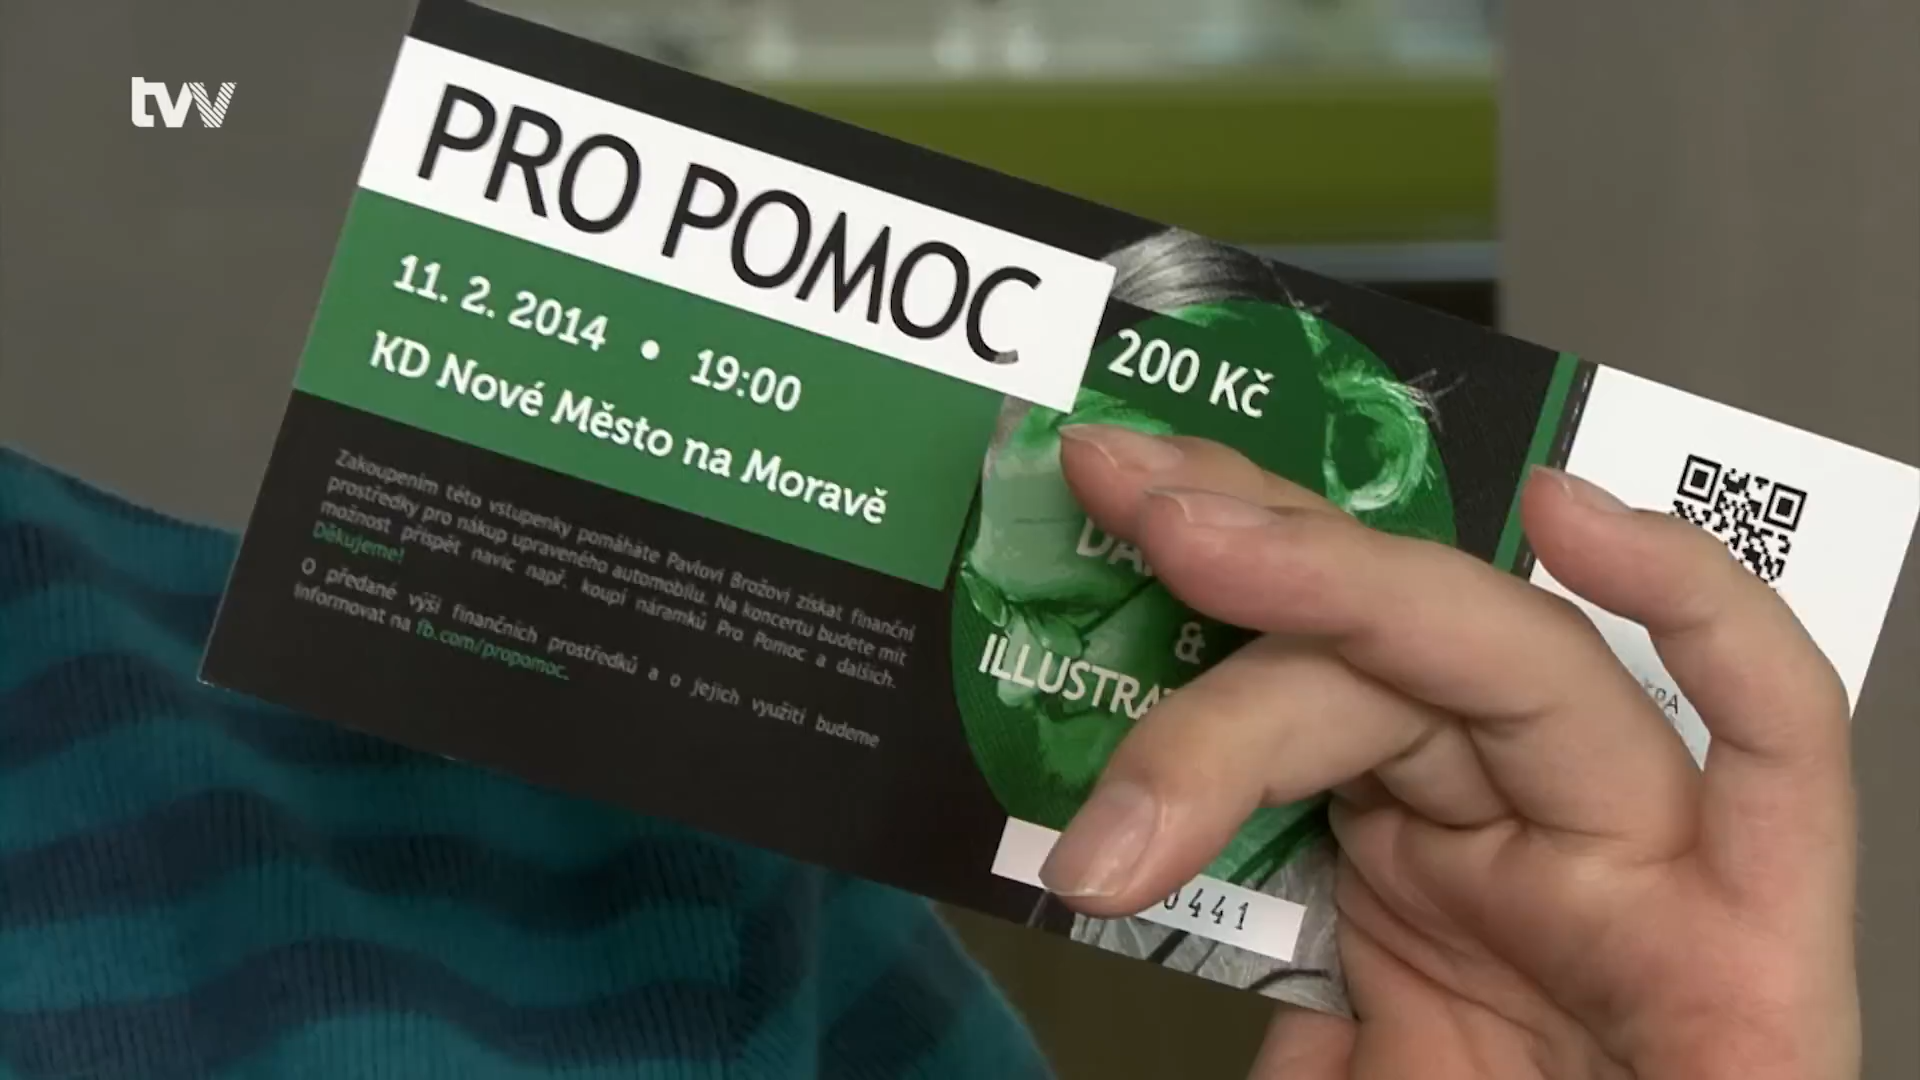 tvv
PRO POMOC
11. 2. 2014 • 19:00
KD Nové Město na Moravě
200 Kč
Zakoupením této vstupenky pomáháte Pavlovi Brožovi získat finanční
prostředky pro nákup upraveného automobilu. Na koncertu budete mít
možnost přispět navíc např. koupí náramků Pro Pomoc a dalších.
Děkujeme!
O předané výši finančních prostředků a o jejich využití budeme
informovat na fb.com/propomoc.
&
0441